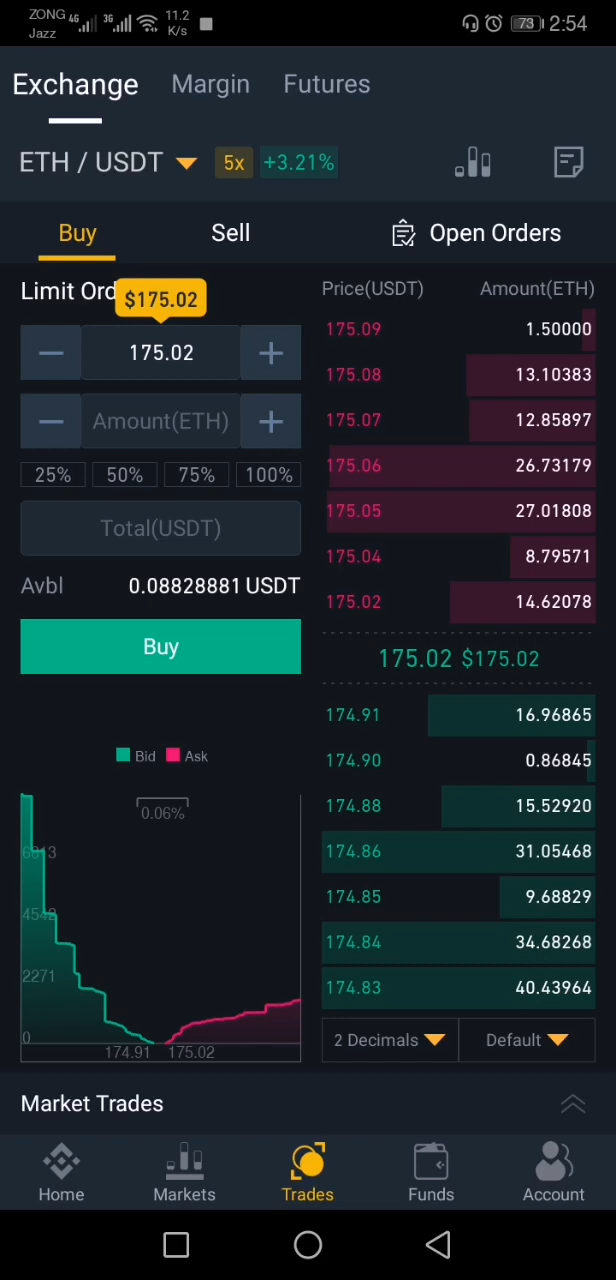 ZONG 4G 3G 11.2 K/s 73 2:54
Jazz
Exchange Margin Futures
ETH / USDT 5x +3.21%
Buy Sell Open Orders
Limit Ord
$175.02
175.02
Amount(ETH)
25% 50% 75% 100%
Total(USDT)
Avbl 0.08828881 USDT
Buy
Price(USDT) Amount(ETH)
175.09 1.50000
175.08 13.10383
175.07 12.85897
175.06 26.73179
175.05 27.01808
175.04 8.79571
175.02 14.62078
175.02 $175.02
174.91 16.96865
174.90 0.86845
174.88 15.52920
174.86 31.05468
174.85 9.68829
174.84 34.68268
174.83 40.43964
2 Decimals Default
Bid Ask
0.06%
6813
4542
2271
0
174.91 175.02
Market Trades
Home Markets Trades Funds Account